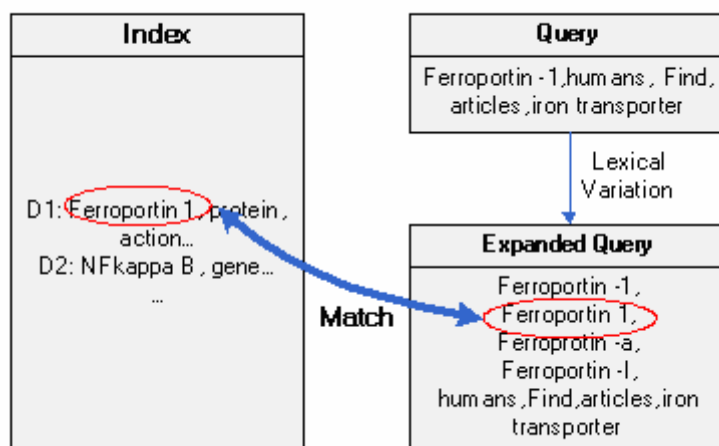 Index
D1: Ferroportin 1, protein ,
action...
D2: NFkappa B , gene...
...
Match
Query
Ferroportin -1,humans , Find,
articles ,iron transporter
Lexical
Variation
Expanded Query
Ferroportin -1,
Ferroportin 1,
Ferroprotin -a,
Ferroportin -I,
humans ,Find,articles,iron
transporter